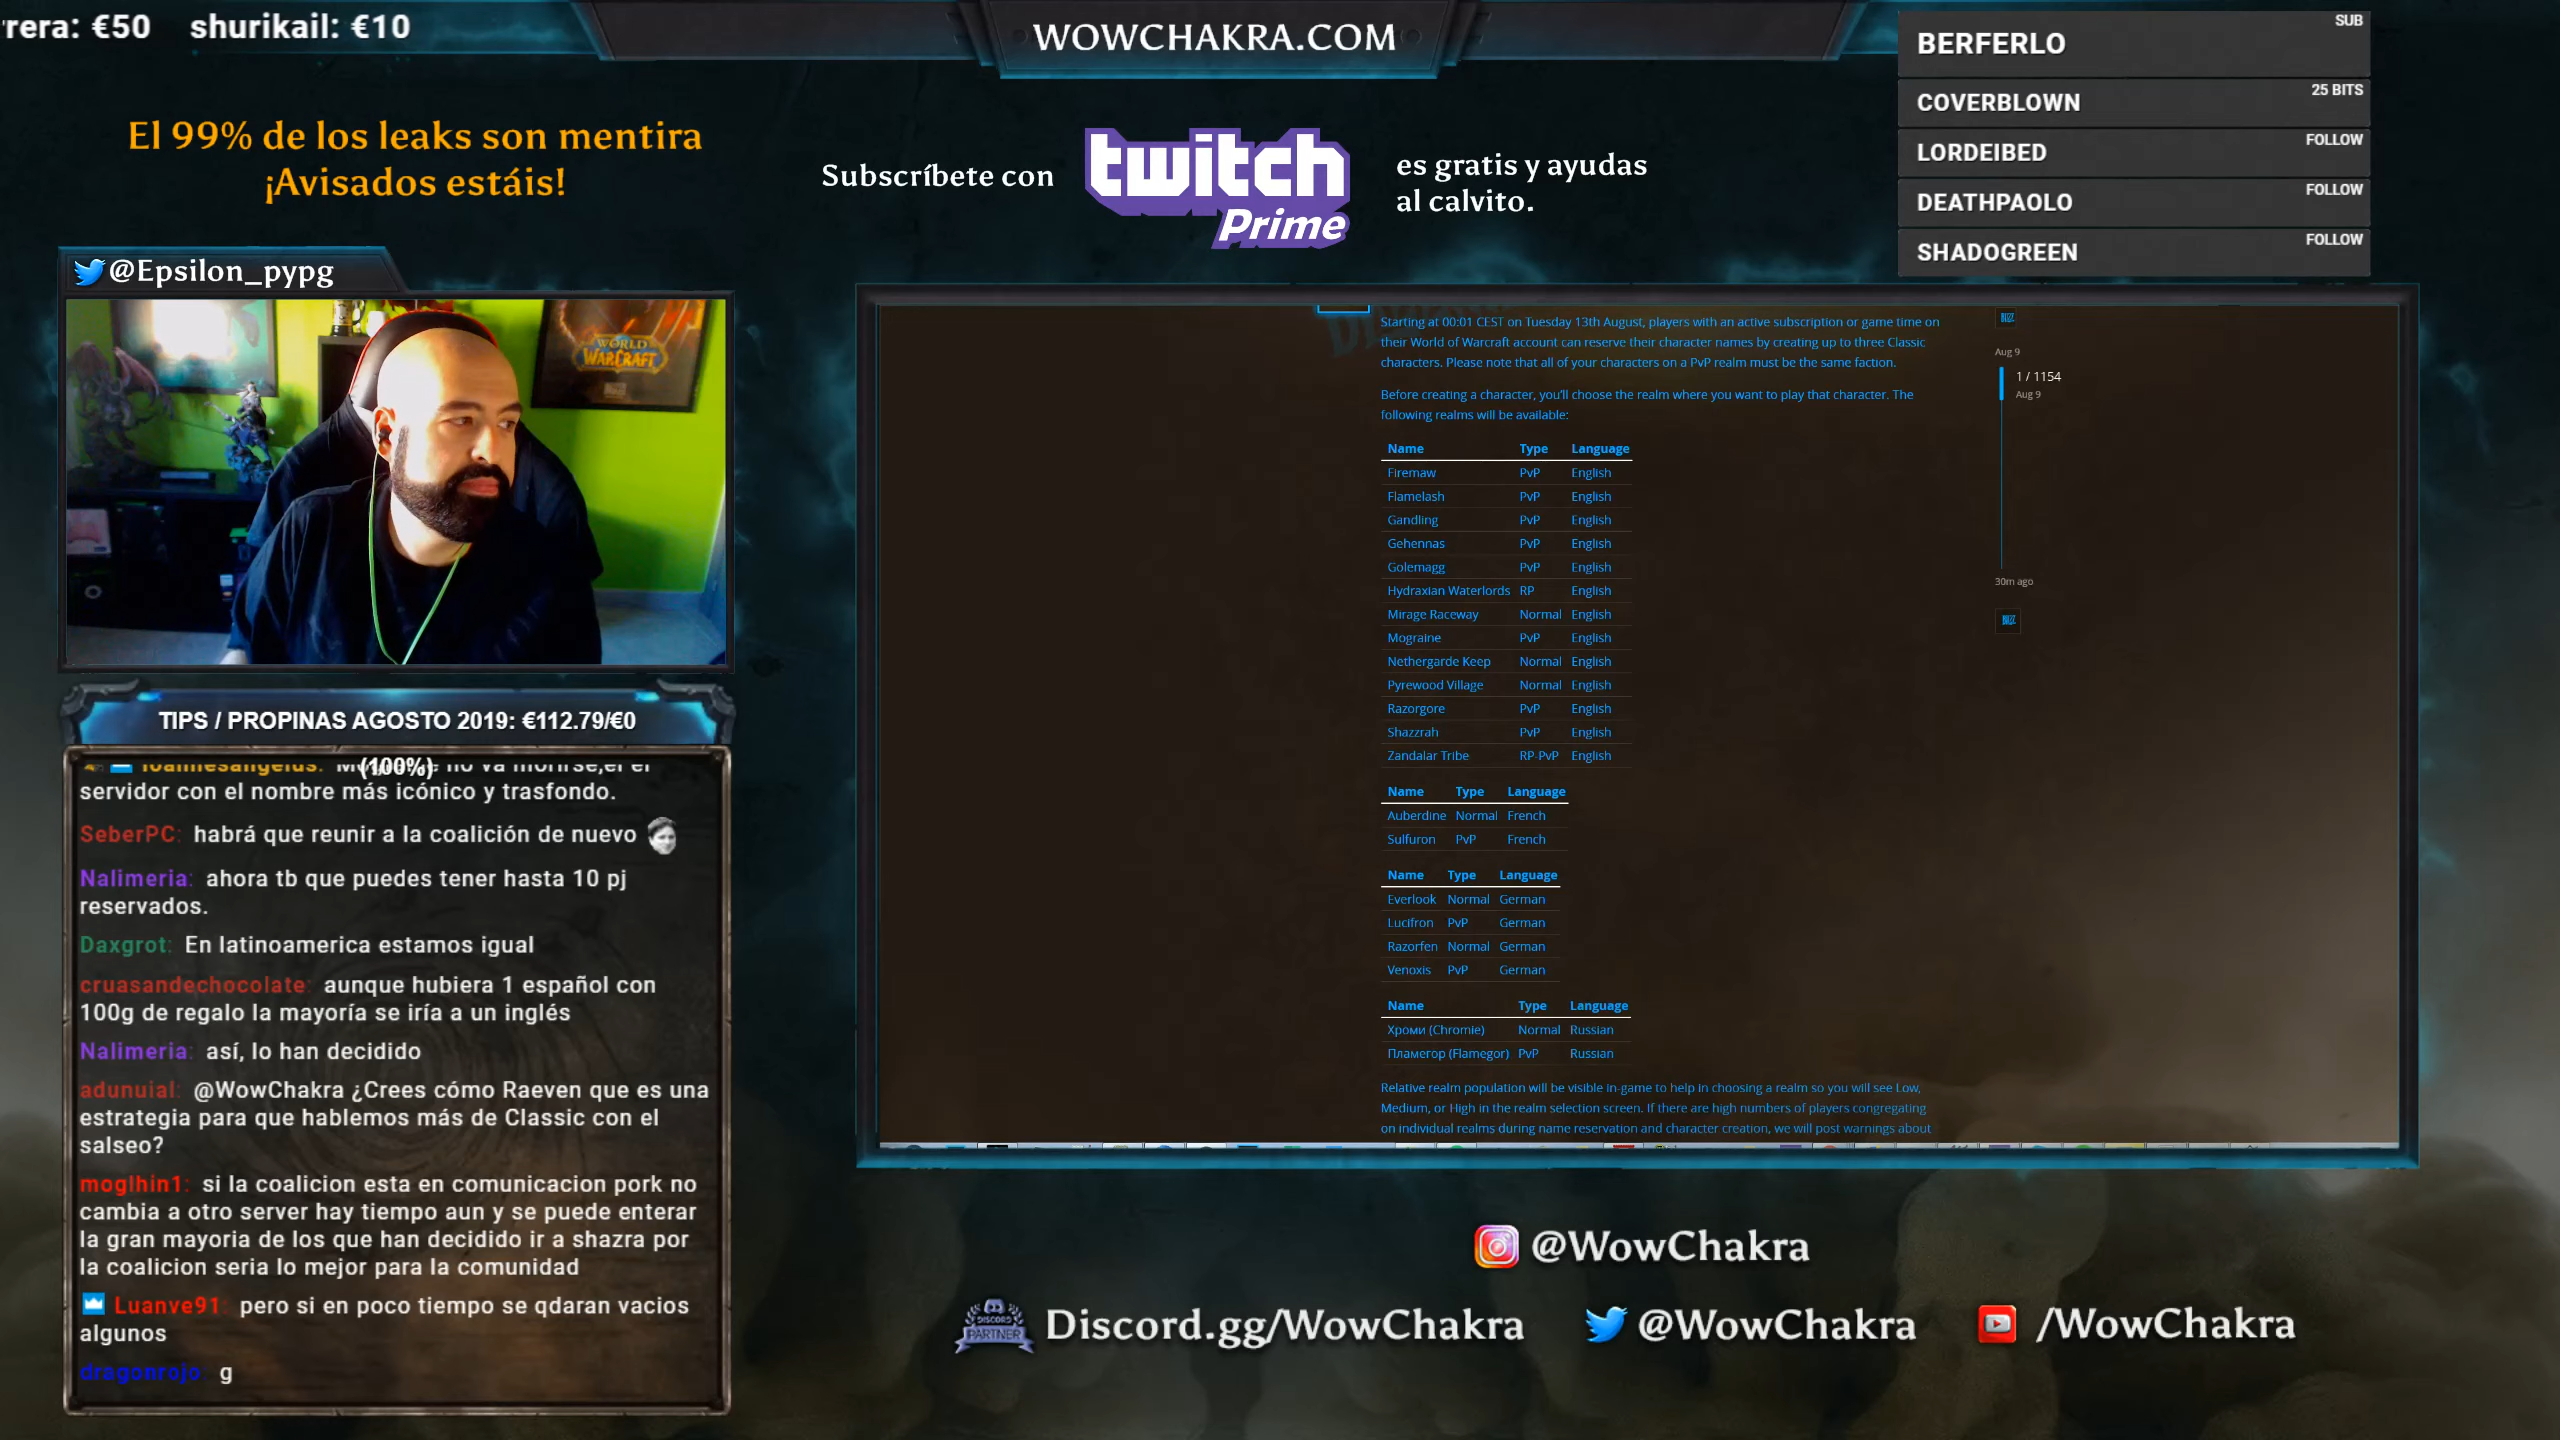 rera: €50 shurikail: €10
WOWCHAKRA.COM
El 99% de los leaks son mentira
¡Avisados estáis!
Subscríbete con
twitch
Prime
es gratis y ayudas
al calvito.
BERFERLO SUB
COVERBLOWN 25 BITS
LORDEIBED FOLLOW
DEATHPAOLO FOLLOW
SHADOGREEN FOLLOW
@Epsilon_pypg
WORLD
WARCRAFT
TIPS / PROPINAS AGOSTO 2019: €112.79/€0
(100%)
no va morirse,el el
servidor con el nombre más icónico y trasfondo.
SeberPC: habrá que reunir a la coalición de nuevo
Nalimeria: ahora tb que puedes tener hasta 10 pj
reservados.
Daxgrot: En latinoamerica estamos igual
cruasandechocolate: aunque hubiera 1 español con
100g de regalo la mayoría se iría a un inglés
Nalimeria: así, lo han decidido
adunuial: @WowChakra ¿Crees cómo Raeven que es una
estrategia para que hablemos más de Classic con el
salseo?
moglhin1: si la coalicion esta en comunicacion pork no
cambia a otro server hay tiempo aun y se puede enterar
la gran mayoria de los que han decidido ir a shazra por
la coalicion seria lo mejor para la comunidad
Luanve91: pero si en poco tiempo se qdaran vacios
algunos
dragonrojo: g
Starting at 00:01 CEST on Tuesday 13th August, players with an active subscription or game time on
their World of Warcraft account can reserve their character names by creating up to three Classic
characters. Please note that all of your characters on a PvP realm must be the same faction.
Before creating a character, you'll choose the realm where you want to play that character. The
following realms will be available:
Name Type Language
Firemaw PvP English
Flamelash PvP English
Gandling PvP English
Gehennas PvP English
Golemagg PvP English
Hydraxian Waterlords RP English
Mirage Raceway Normal English
Mograine PvP English
Nethergarde Keep Normal English
Pyrewood Village Normal English
Razorgore PvP English
Shazzrah PvP English
Zandalar Tribe RP-PvP English
Name Type Language
Auberdine Normal French
Sulfuron PvP French
Name Type Language
Everlook Normal German
Lucifron PvP German
Razorfen Normal German
Venoxis PvP German
Name Type Language
Хроми (Chromie) Normal Russian
Пламегор (Flamegor) PvP Russian
Relative realm population will be visible in-game to help in choosing a realm so you will see Low,
Medium, or High in the realm selection screen. If there are high numbers of players congregating
on individual realms during name reservation and character creation, we will post warnings about
Aug 9
1 / 1154
Aug 9
30m ago
@WowChakra
DISCORD
PARTNER
Discord.gg/WowChakra
@WowChakra
/WowChakra